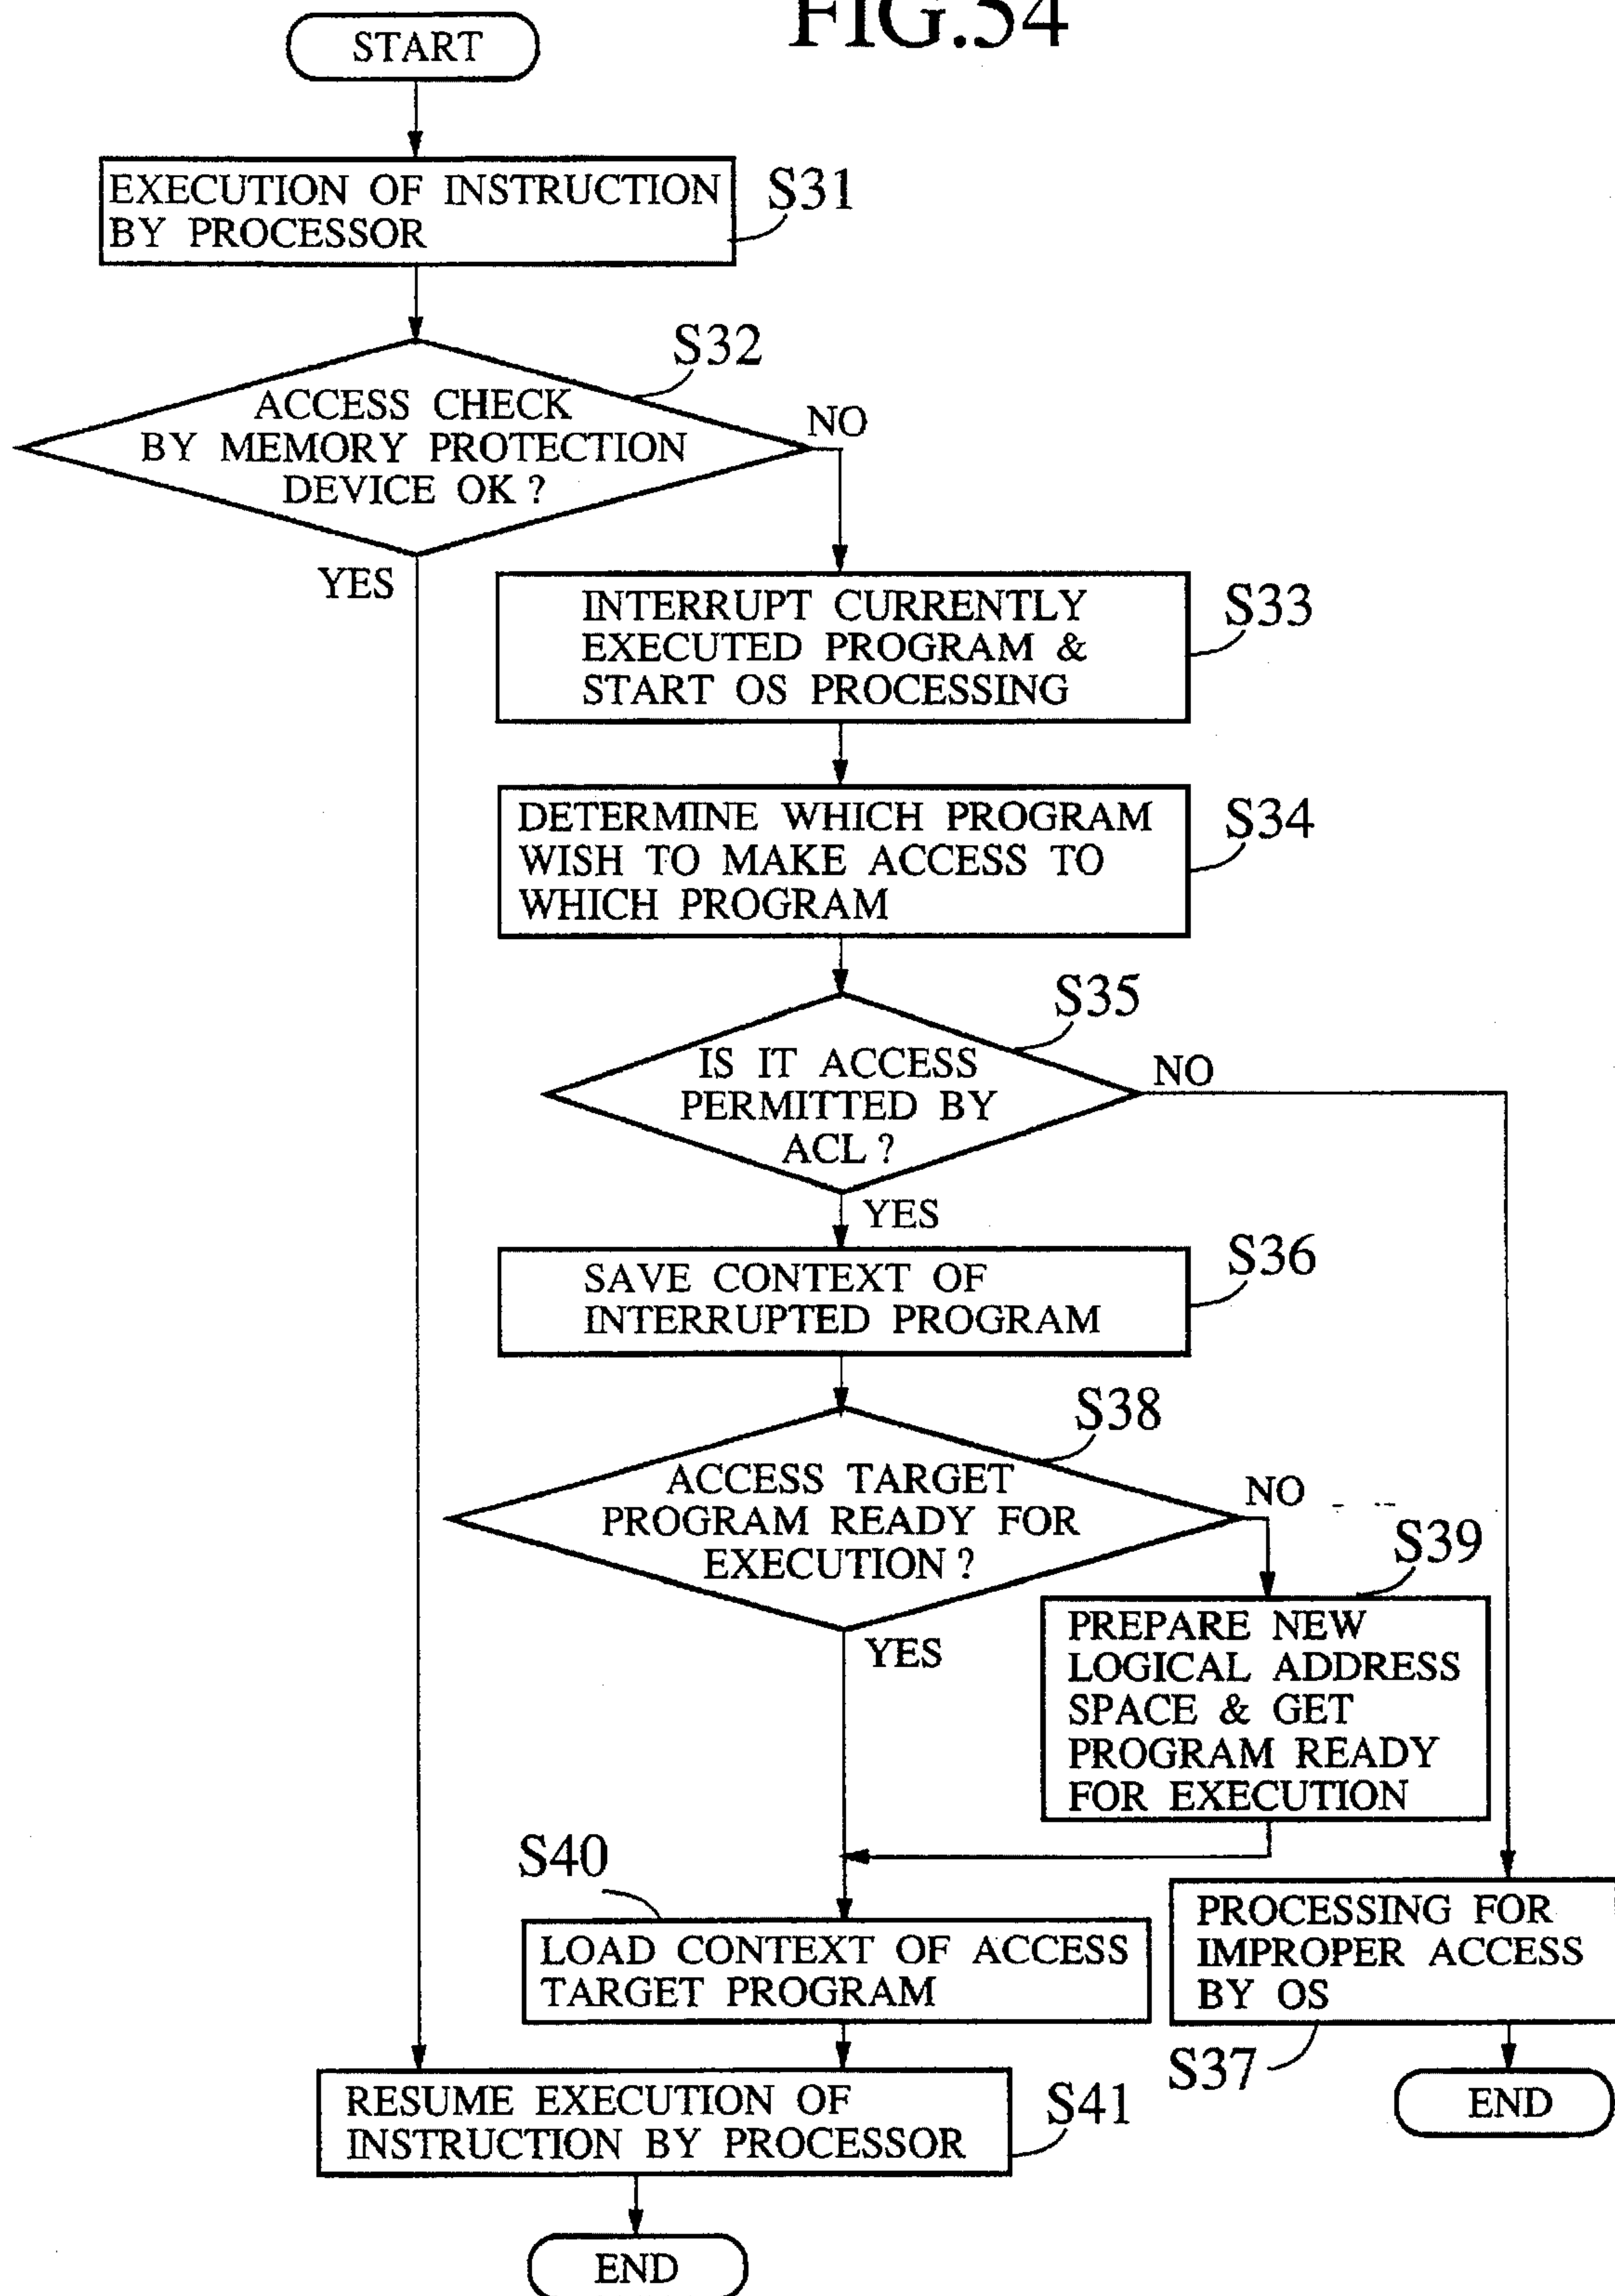 FIG.54
START
EXECUTION OF INSTRUCTION
BY PROCESSOR
S31
S32
ACCESS CHECK
BY MEMORY PROTECTION
DEVICE OK ?
NO
YES
INTERRUPT CURRENTLY
EXECUTED PROGRAM &
START OS PROCESSING
S33
DETERMINE WHICH PROGRAM
WISH TO MAKE ACCESS TO
WHICH PROGRAM
S34
S35
IS IT ACCESS
PERMITTED BY
ACL ?
NO
YES
SAVE CONTEXT OF
INTERRUPTED PROGRAM
S36
S38
ACCESS TARGET
PROGRAM READY FOR
EXECUTION ?
NO
YES
S39
PREPARE NEW
LOGICAL ADDRESS
SPACE & GET
PROGRAM READY
FOR EXECUTION
S40
LOAD CONTEXT OF ACCESS
TARGET PROGRAM
PROCESSING FOR
IMPROPER ACCESS
BY OS
S37
END
RESUME EXECUTION OF
INSTRUCTION BY PROCESSOR
S41
END